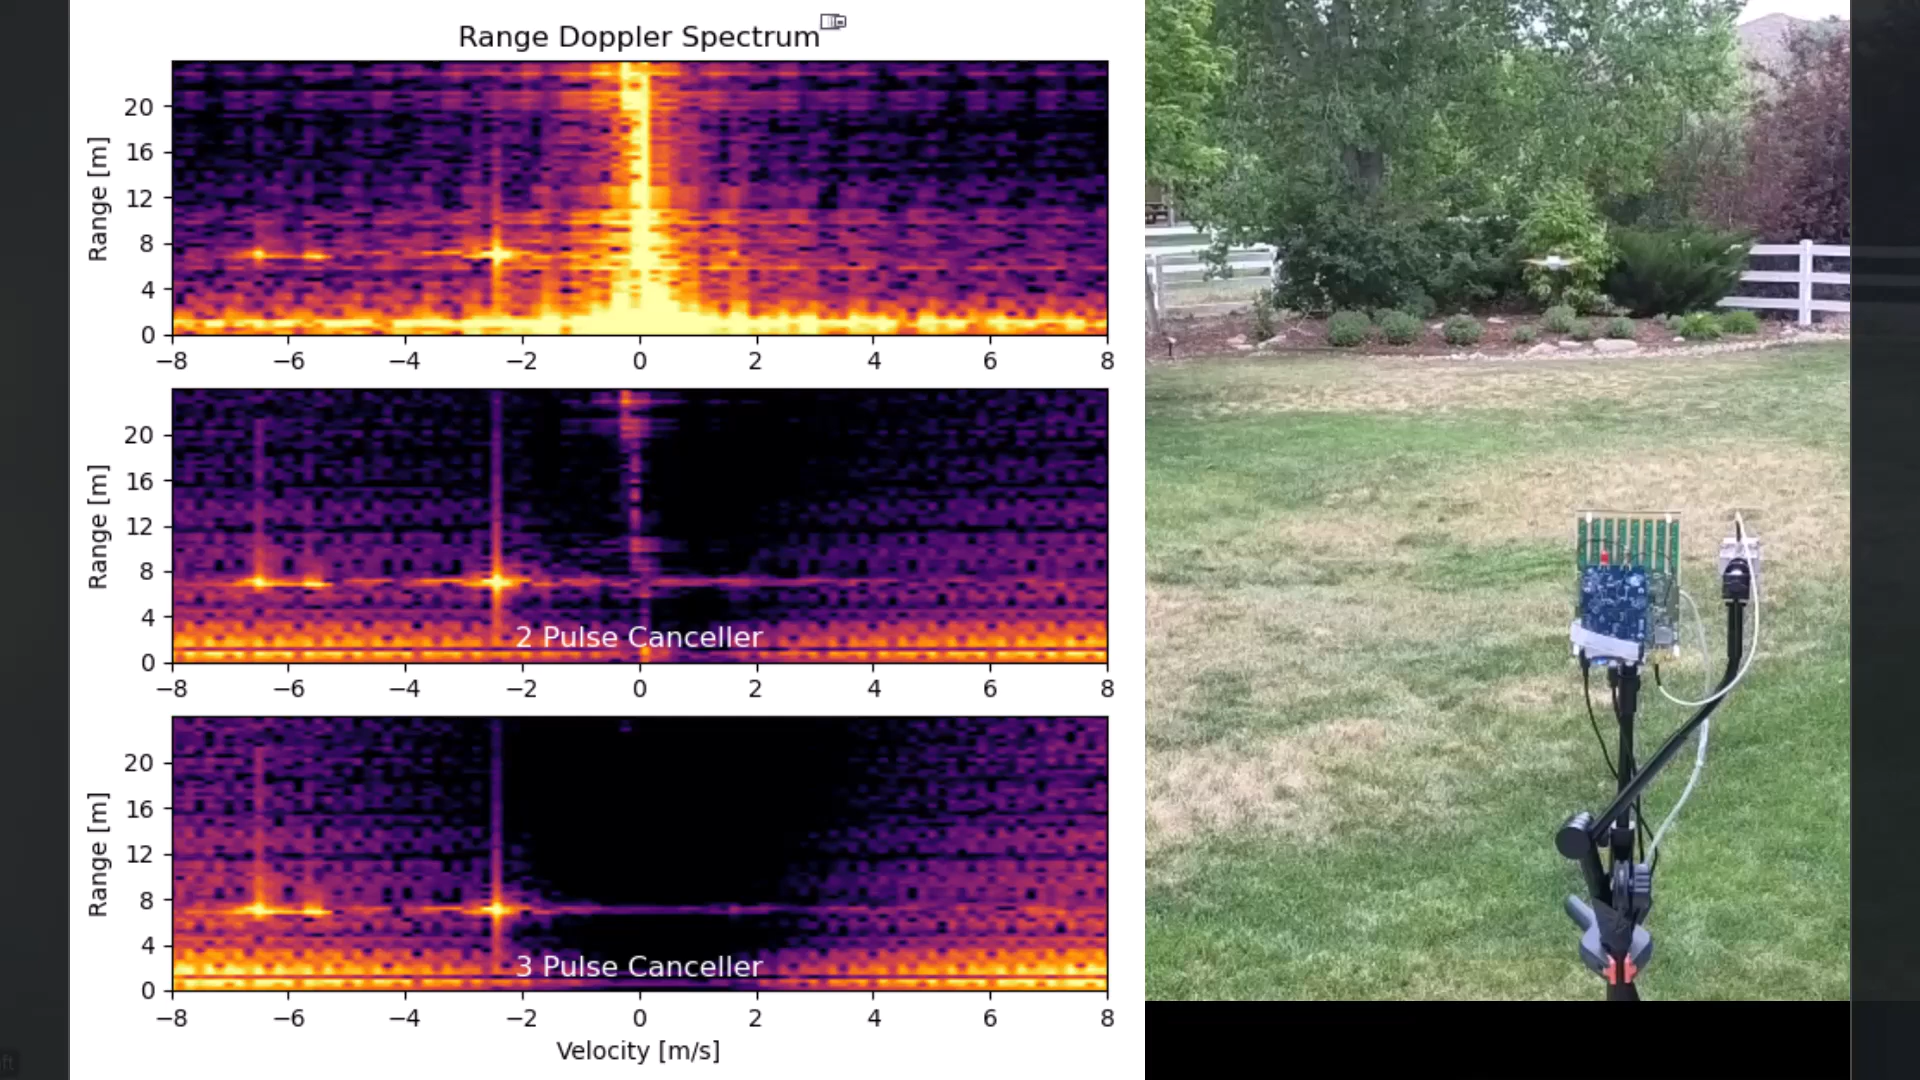 Range Doppler Spectrum
Range [m]
20
16
12
8
4
0
−8 −6 −4 −2 0 2 4 6 8
Range [m]
20
16
12
8
4
0
2 Pulse Canceller
−8 −6 −4 −2 0 2 4 6 8
Range [m]
20
16
12
8
4
0
3 Pulse Canceller
−8 −6 −4 −2 0 2 4 6 8
Velocity [m/s]